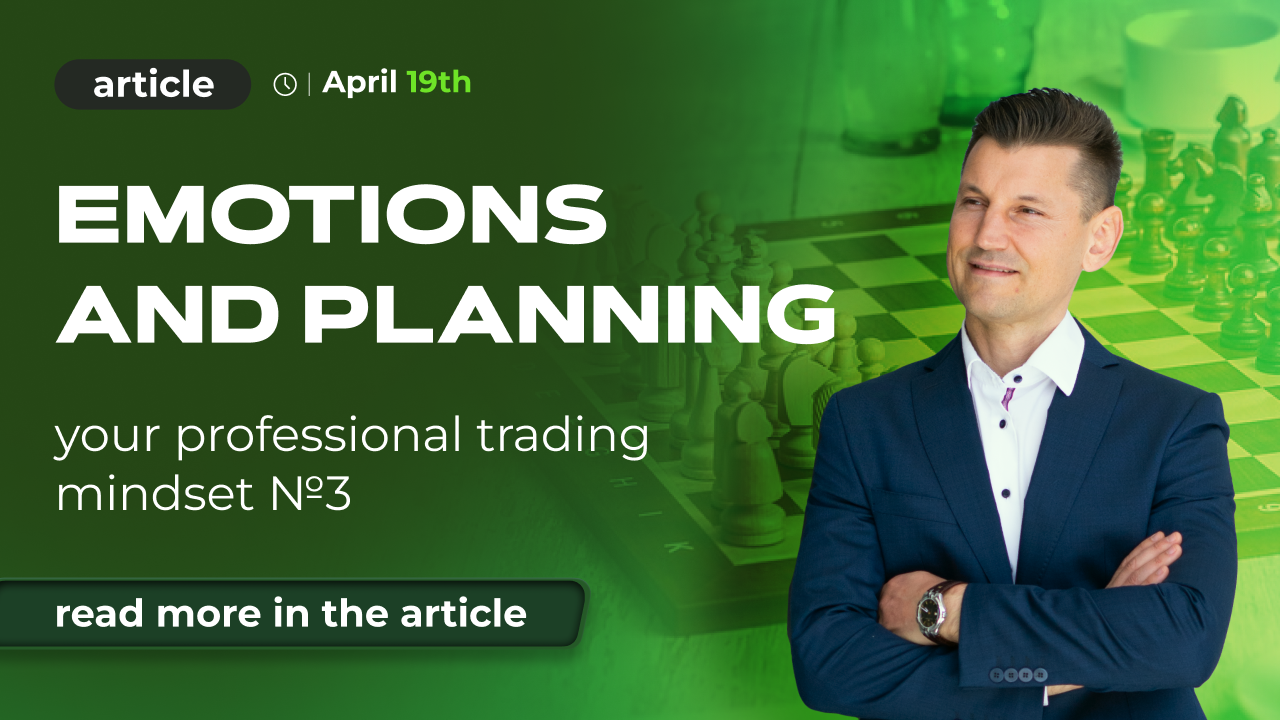 article
April 19th
EMOTIONS
AND PLANNING
your professional trading
mindset №3
read more in the article